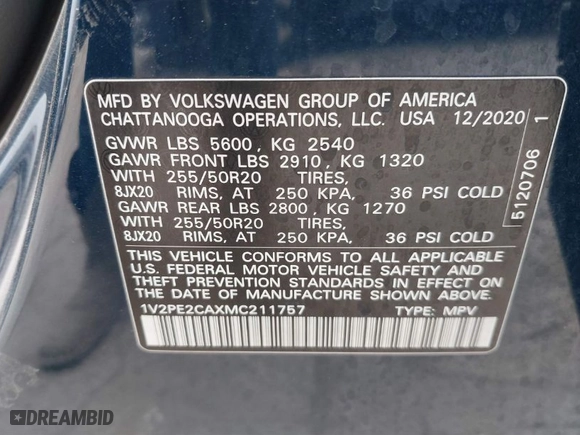 MFD BY VOLKSWAGEN GROUP OF AMERICA
CHATTANOOGA OPERATIONS, LLC. USA 12/2020
GVWR LBS 5600, KG 2540
GAWR FRONT LBS 2910, KG 1320
WITH 255/50R20 TIRES,
8JX20 RIMS, AT 250 KPA, 36 PSI COLD
GAWR REAR LBS 2800, KG 1270
WITH 255/50R20 TIRES,
8JX20 RIMS, AT 250 KPA, 36 PSI COLD
THIS VEHICLE CONFORMS TO ALL APPLICABLE
U.S. FEDERAL MOTOR VEHICLE SAFETY AND
THEFT PREVENTION STANDARDS IN EFFECT ON
THE DATE OF MANUFACTURE SHOWN ABOVE.
1V2PE2CAXMC211757 TYPE: MPV
5120706 1
DREAMBID